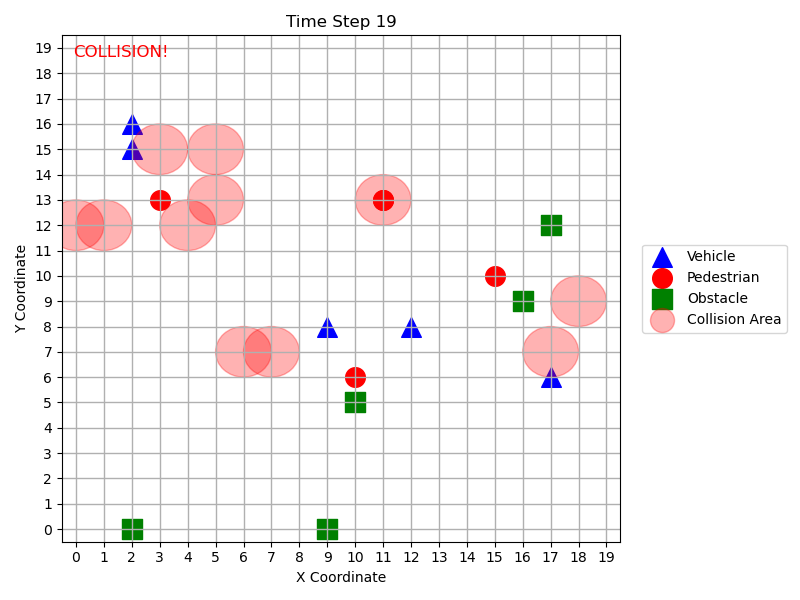 Time Step 19
COLLISION!
19
18
17
16
15
14
13
12
11
10
9
8
7
6
5
4
3
2
1
0
Y Coordinate
0 1 2 3 4 5 6 7 8 9 10 11 12 13 14 15 16 17 18 19
X Coordinate
Vehicle
Pedestrian
Obstacle
Collision Area